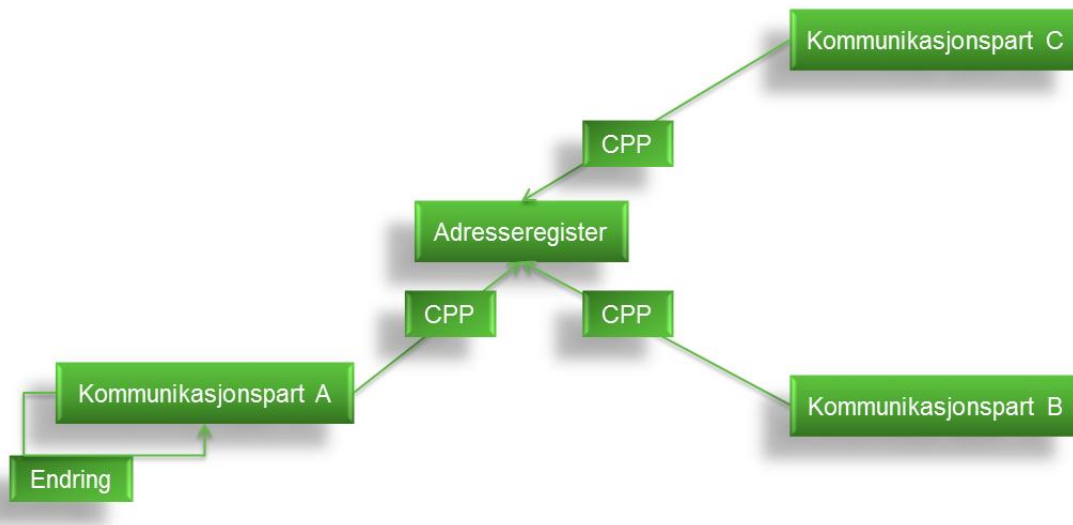 Kommunikasjonspart C
CPP
Adresseregister
CPP
CPP
Kommunikasjonspart A
Kommunikasjonspart B
Endring